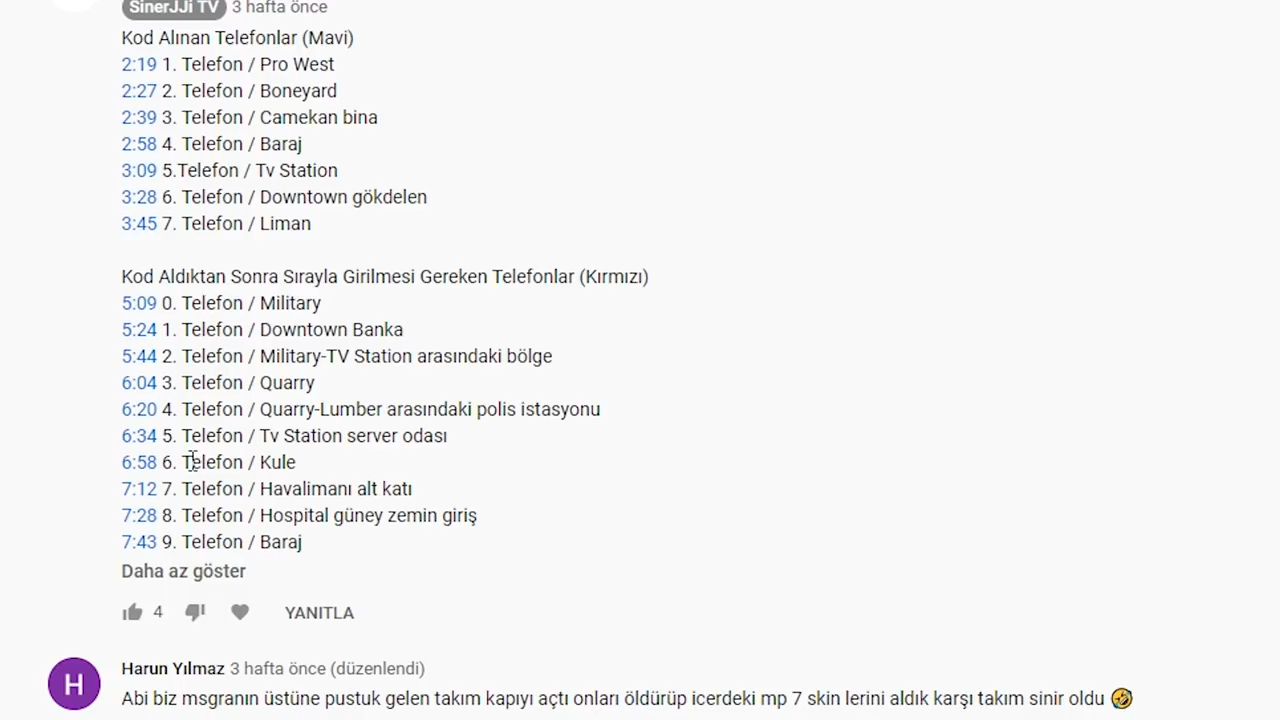 SinerJJi TV 3 hafta önce
Kod Alınan Telefonlar (Mavi)
2:19 1. Telefon / Pro West
2:27 2. Telefon / Boneyard
2:39 3. Telefon / Camekan bina
2:58 4. Telefon / Baraj
3:09 5.Telefon / Tv Station
3:28 6. Telefon / Downtown gökdelen
3:45 7. Telefon / Liman
Kod Aldıktan Sonra Sırayla Girilmesi Gereken Telefonlar (Kırmızı)
5:09 0. Telefon / Military
5:24 1. Telefon / Downtown Banka
5:44 2. Telefon / Military-TV Station arasındaki bölge
6:04 3. Telefon / Quarry
6:20 4. Telefon / Quarry-Lumber arasındaki polis istasyonu
6:34 5. Telefon / Tv Station server odası
6:58 6. Telefon / Kule
7:12 7. Telefon / Havalimanı alt katı
7:28 8. Telefon / Hospital güney zemin giriş
7:43 9. Telefon / Baraj
Daha az göster
4 YANITLA
H
Harun Yılmaz 3 hafta önce (düzenlendi)
Abi biz msgranın üstüne pustuk gelen takım kapıyı açtı onları öldürüp icerdeki mp 7 skin lerini aldık karşı takım sinir oldu 🤣